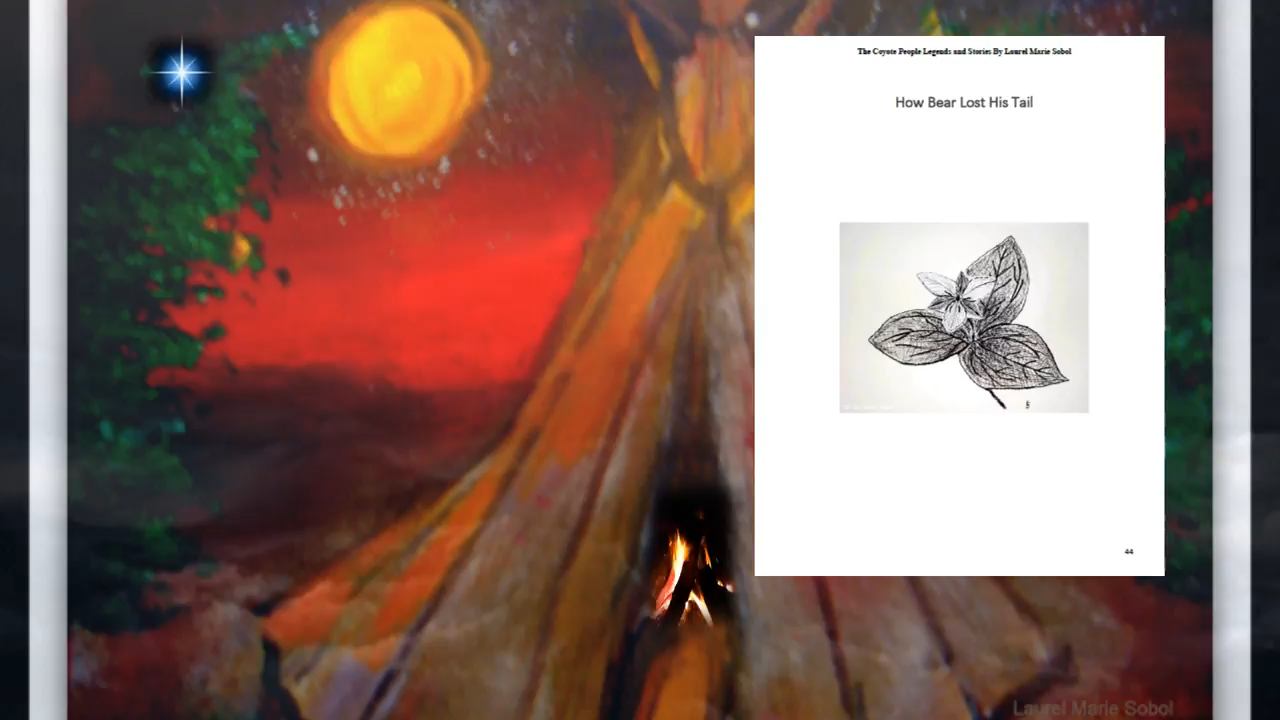 The Coyote People Legends and Stories By Laurel Marie Sobol
How Bear Lost His Tail
§
44
Laurel Marie Sobol